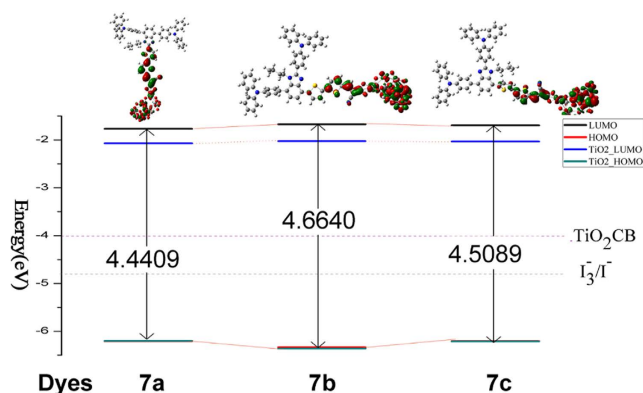 LUMO
HOMO
TiO2_LUMO
TiO2_HOMO
Energy(eV)
-2
-3
-4
-5
-6
4.4409
4.6640
4.5089
TiO₂CB
I₃⁻/I⁻
Dyes 7a 7b 7c